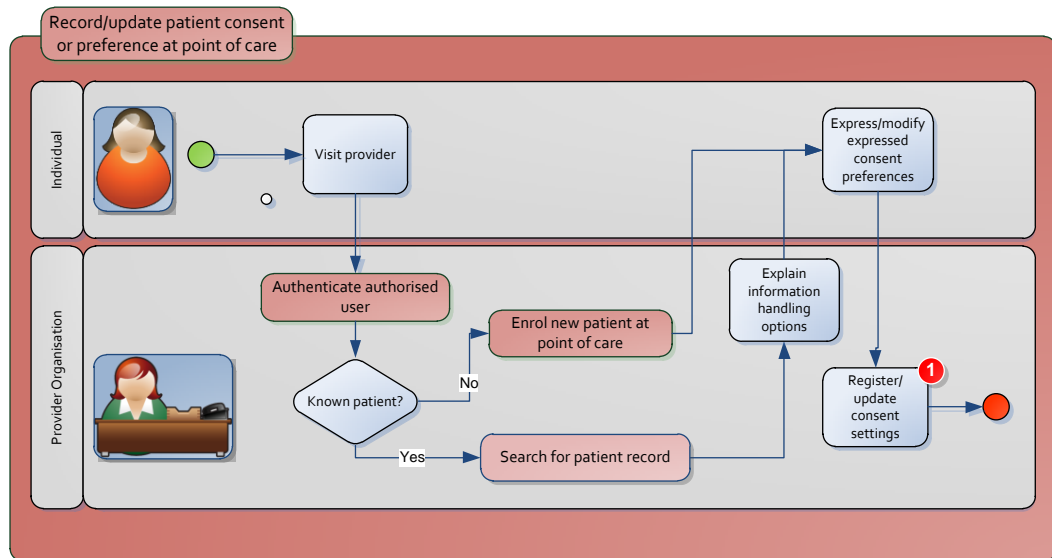 Record/update patient consent
or preference at point of care
Individual
Visit provider
Express/modify
expressed
consent
preferences
Provider Organisation
Authenticate authorised
user
Explain
information
handling
options
Enrol new patient at
point of care
No
Known patient?
1
Register/
update
consent
settings
Yes
Search for patient record